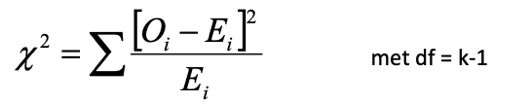 χ² = ∑ [Oᵢ – Eᵢ]² / Eᵢ met df = k-1